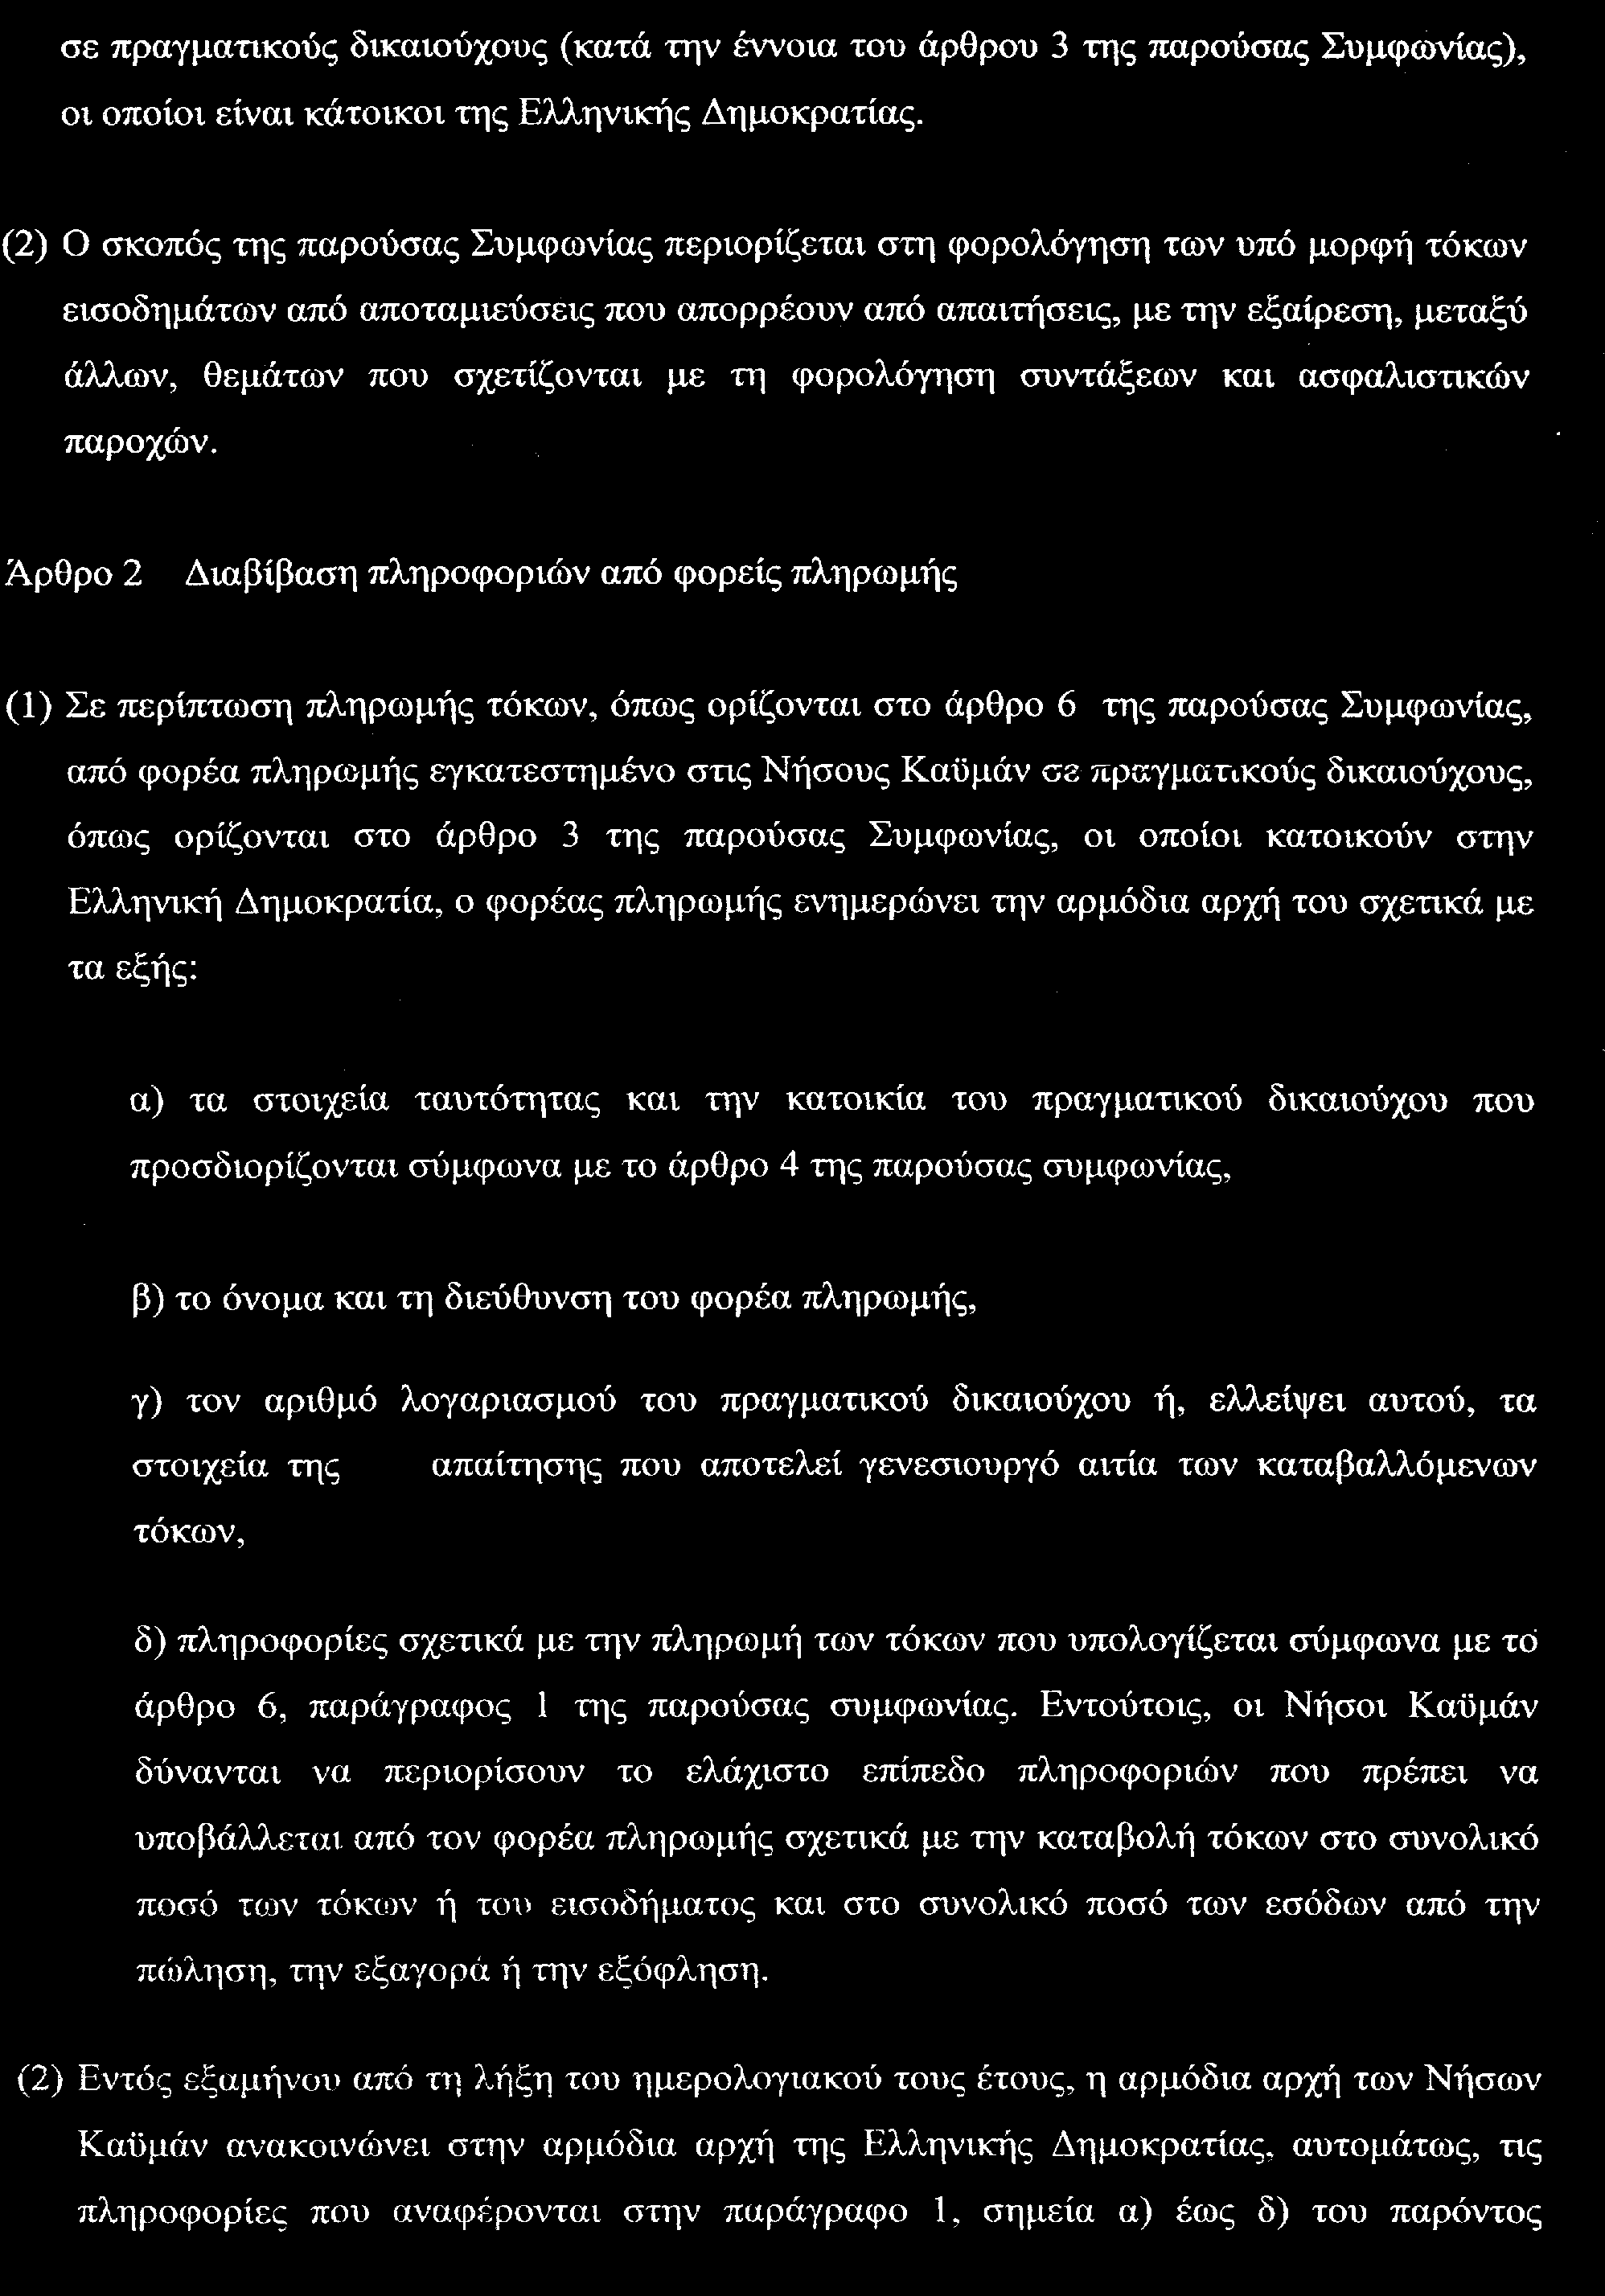 σε πραγματικούς δικαιούχους (κατά την έννοια του άρθρου 3 της παρούσας Συμφωνίας),
οι οποίοι είναι κάτοικοι της Ελληνικής Δημοκρατίας.
(2) Ο σκοπός της παρούσας Συμφωνίας περιορίζεται στη φορολόγηση των υπό μορφή τόκων
εισοδημάτων από αποταμιεύσεις που απορρέουν από απαιτήσεις, με την εξαίρεση, μεταξύ
άλλων, θεμάτων που σχετίζονται με τη φορολόγηση συντάξεων και ασφαλιστικών
παροχών.
Άρθρο 2 Διαβίβαση πληροφοριών από φορείς πληρωμής
(1) Σε περίπτωση πληρωμής τόκων, όπως ορίζονται στο άρθρο 6 της παρούσας Συμφωνίας,
από φορέα πληρωμής εγκατεστημένο στις Νήσους Καϋμάν σε πραγματικούς δικαιούχους,
όπως ορίζονται στο άρθρο 3 της παρούσας Συμφωνίας, οι οποίοι κατοικούν στην
Ελληνική Δημοκρατία, ο φορέας πληρωμής ενημερώνει την αρμόδια αρχή του σχετικά με
τα εξής:
α) τα στοιχεία ταυτότητας και την κατοικία του πραγματικού δικαιούχου που
προσδιορίζονται σύμφωνα με το άρθρο 4 της παρούσας συμφωνίας,
β) το όνομα και τη διεύθυνση του φορέα πληρωμής,
γ) τον αριθμό λογαριασμού του πραγματικού δικαιούχου ή, ελλείψει αυτού, τα
στοιχεία της απαίτησης που αποτελεί γενεσιουργό αιτία των καταβαλλόμενων
τόκων,
δ) πληροφορίες σχετικά με την πληρωμή των τόκων που υπολογίζεται σύμφωνα με το
άρθρο 6, παράγραφος 1 της παρούσας συμφωνίας. Εντούτοις, οι Νήσοι Καϋμάν
δύνανται να περιορίσουν το ελάχιστο επίπεδο πληροφοριών που πρέπει να
υποβάλλεται από τον φορέα πληρωμής σχετικά με την καταβολή τόκων στο συνολικό
ποσό των τόκων ή του εισοδήματος και στο συνολικό ποσό των εσόδων από την
πώληση, την εξαγορά ή την εξόφληση.
(2) Εντός εξαμήνου από τη λήξη του ημερολογιακού τους έτους, η αρμόδια αρχή των Νήσων
Καϋμάν ανακοινώνει στην αρμόδια αρχή της Ελληνικής Δημοκρατίας, αυτομάτως, τις
πληροφορίες που αναφέρονται στην παράγραφο 1, σημεία α) έως δ) του παρόντος